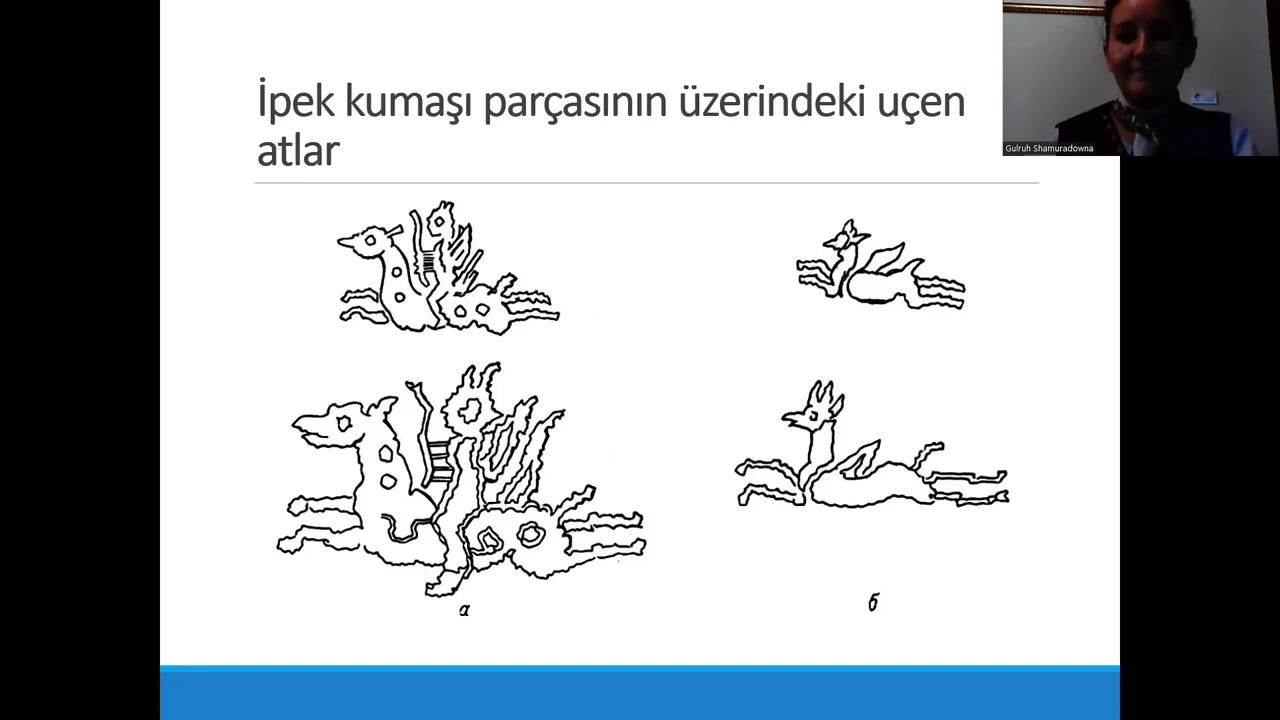 İpek kumaşı parçasının üzerindeki uçen
atlar
Gulruh Shamuradowna
а
б